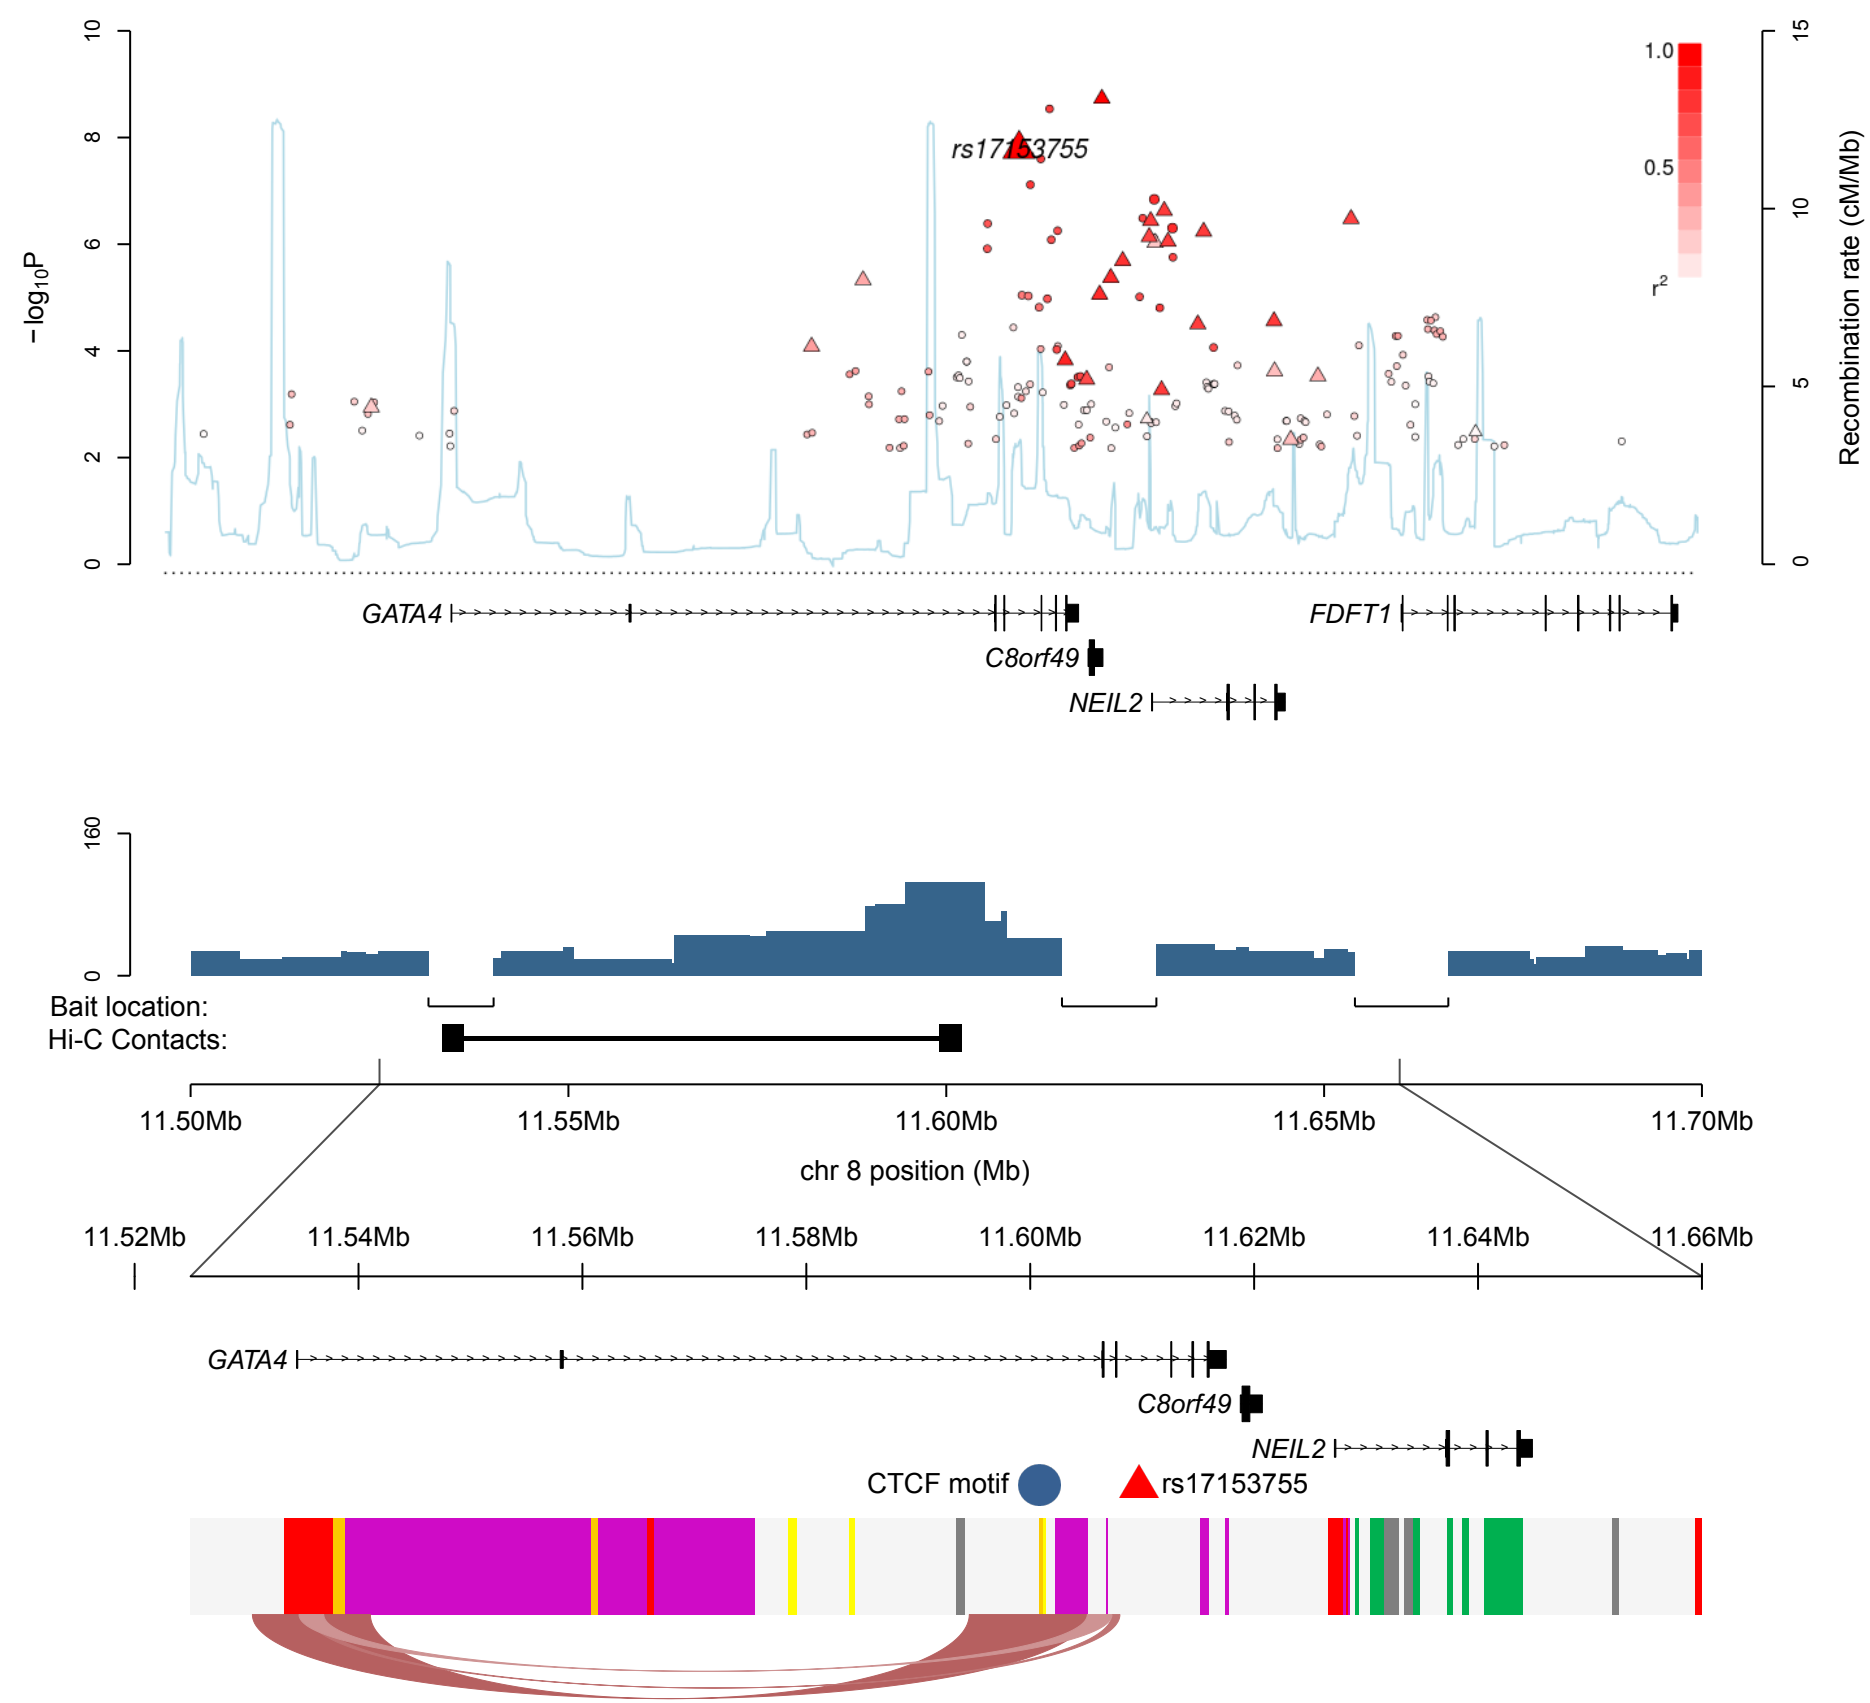 10
8
6
4
2
0
−log10P
15
10
5
0
Recombination rate (cM/Mb)
1.0
0.5
r2
rs17153755
GATA4
FDFT1
C8orf49
NEIL2
160
0
Bait location:
Hi-C Contacts:
11.50Mb 11.55Mb 11.60Mb 11.65Mb 11.70Mb
chr 8 position (Mb)
11.52Mb 11.54Mb 11.56Mb 11.58Mb 11.60Mb 11.62Mb 11.64Mb 11.66Mb
GATA4
C8orf49
NEIL2
CTCF motif rs17153755